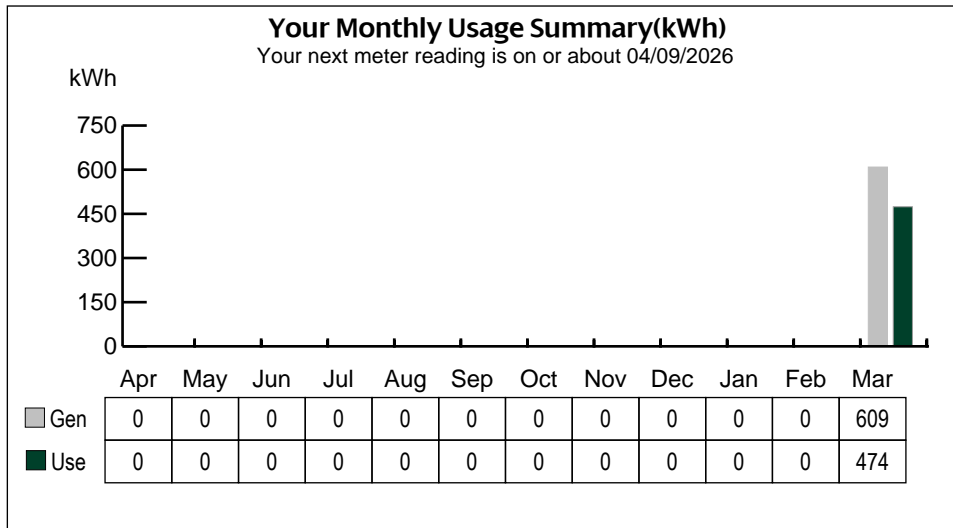 Your Monthly Usage Summary(kWh)
Your next meter reading is on or about 04/09/2026
kWh
750
600
450
300
150
0
Apr May Jun Jul Aug Sep Oct Nov Dec Jan Feb Mar
Gen 0 0 0 0 0 0 0 0 0 0 0 609
Use 0 0 0 0 0 0 0 0 0 0 0 474